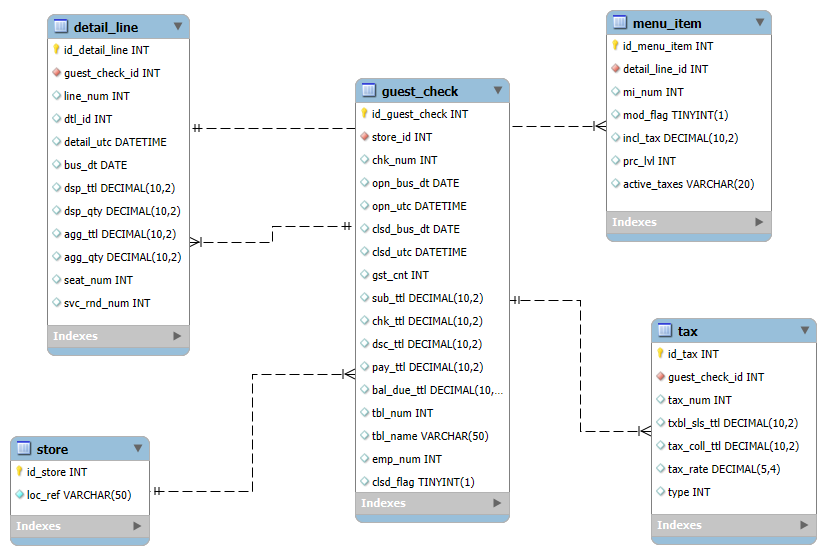 detail_line
id_detail_line INT
guest_check_id INT
line_num INT
dtl_id INT
detail_utc DATETIME
bus_dt DATE
dsp_ttl DECIMAL(10,2)
dsp_qty DECIMAL(10,2)
agg_ttl DECIMAL(10,2)
agg_qty DECIMAL(10,2)
seat_num INT
svc_rnd_num INT
Indexes
guest_check
id_guest_check INT
store_id INT
chk_num INT
opn_bus_dt DATE
opn_utc DATETIME
clsd_bus_dt DATE
clsd_utc DATETIME
gst_cnt INT
sub_ttl DECIMAL(10,2)
chk_ttl DECIMAL(10,2)
dsc_ttl DECIMAL(10,2)
pay_ttl DECIMAL(10,2)
bal_due_ttl DECIMAL(10,...
tbl_num INT
tbl_name VARCHAR(50)
emp_num INT
clsd_flag TINYINT(1)
Indexes
menu_item
id_menu_item INT
detail_line_id INT
mi_num INT
mod_flag TINYINT(1)
incl_tax DECIMAL(10,2)
prc_lvl INT
active_taxes VARCHAR(20)
Indexes
store
id_store INT
loc_ref VARCHAR(50)
Indexes
tax
id_tax INT
guest_check_id INT
tax_num INT
txbl_sls_ttl DECIMAL(10,2)
tax_coll_ttl DECIMAL(10,2)
tax_rate DECIMAL(5,4)
type INT
Indexes